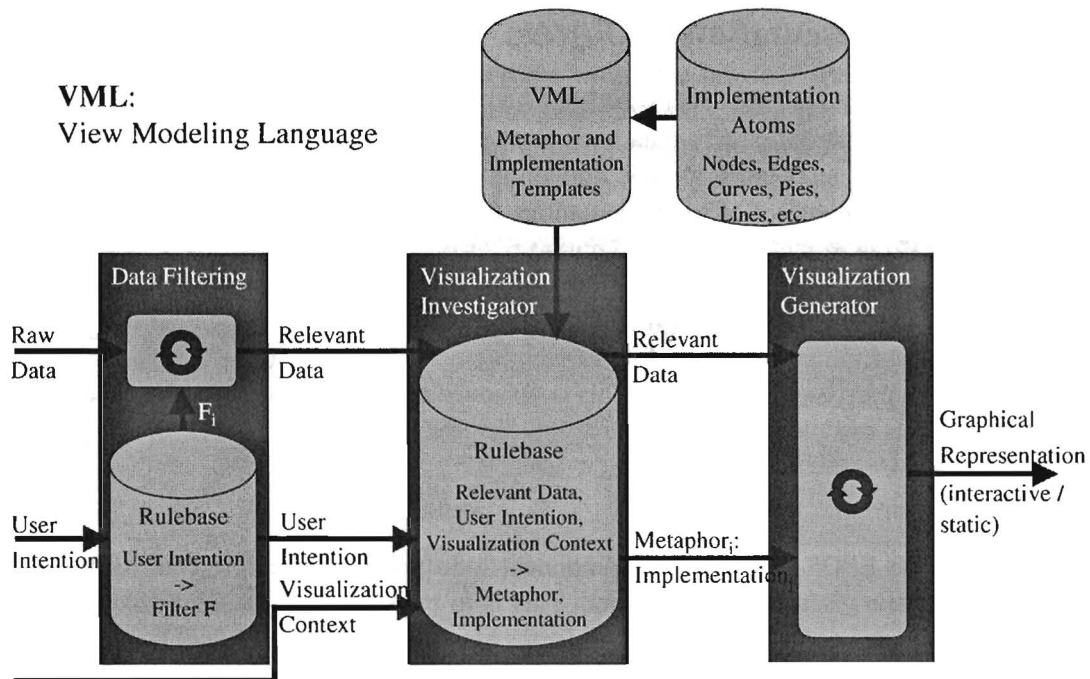 VML:
View Modeling Language
VML
Metaphor and
Implementation
Templates
Implementation
Atoms
Nodes, Edges,
Curves, Pies,
Lines, etc.
Data Filtering
Visualization
Investigator
Visualization
Generator
Raw
Data
Relevant
Data
Relevant
Data
Fi
Rulebase
User Intention
->
Filter F
User
Intention
User
Intention
Visualization
Context
Rulebase
Relevant Data,
User Intention,
Visualization Context
->
Metaphor,
Implementation
Metaphori:
Implementationj
Graphical
Representation
(interactive /
static)